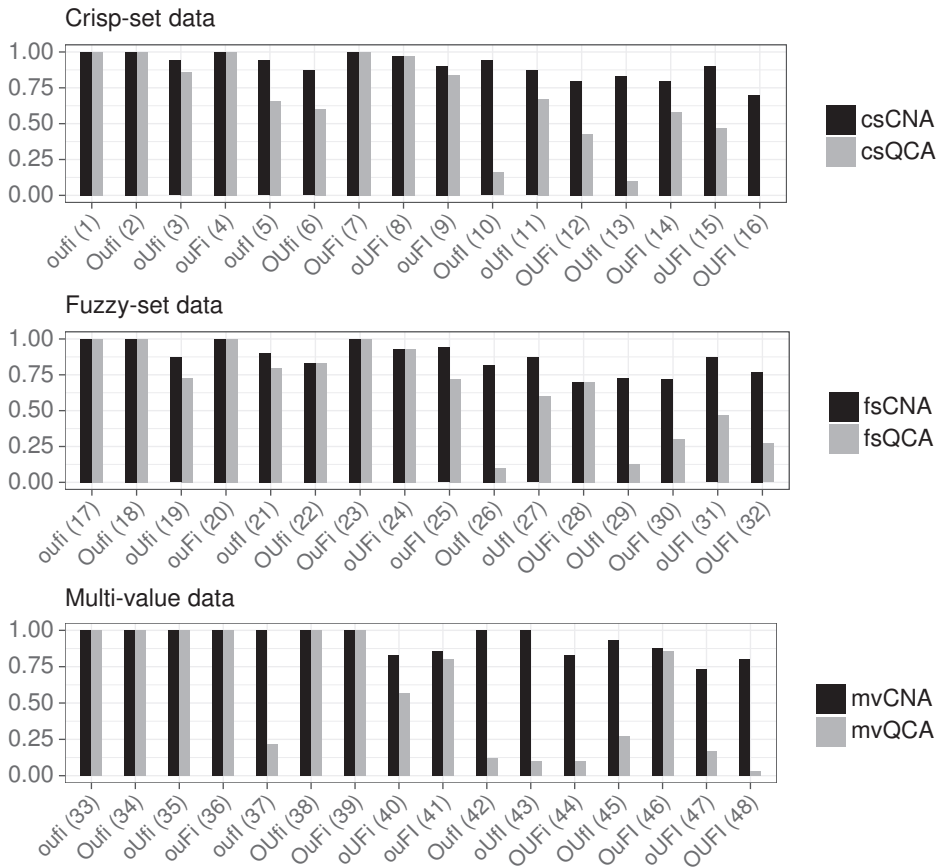 Crisp-set data
1.00
0.75
0.50
0.25
0.00
oufi (1)
Oufi (2)
oUfi (3)
ouFi (4)
oufI (5)
OUfi (6)
OuFi (7)
oUFi (8)
ouFI (9)
OufI (10)
oUfI (11)
OUFi (12)
OUfI (13)
OuFI (14)
oUFI (15)
OUFI (16)
csCNA
csQCA
Fuzzy-set data
1.00
0.75
0.50
0.25
0.00
oufi (17)
Oufi (18)
oUfi (19)
ouFi (20)
oufI (21)
OUfi (22)
OuFi (23)
oUFi (24)
ouFI (25)
OufI (26)
oUfI (27)
OUFi (28)
OUfI (29)
OuFI (30)
oUFI (31)
OUFI (32)
fsCNA
fsQCA
Multi-value data
1.00
0.75
0.50
0.25
0.00
oufi (33)
Oufi (34)
oUfi (35)
ouFi (36)
oufI (37)
OUfi (38)
OuFi (39)
oUFi (40)
ouFI (41)
OufI (42)
oUfI (43)
OUFi (44)
OUfI (45)
OuFI (46)
oUFI (47)
OUFI (48)
mvCNA
mvQCA